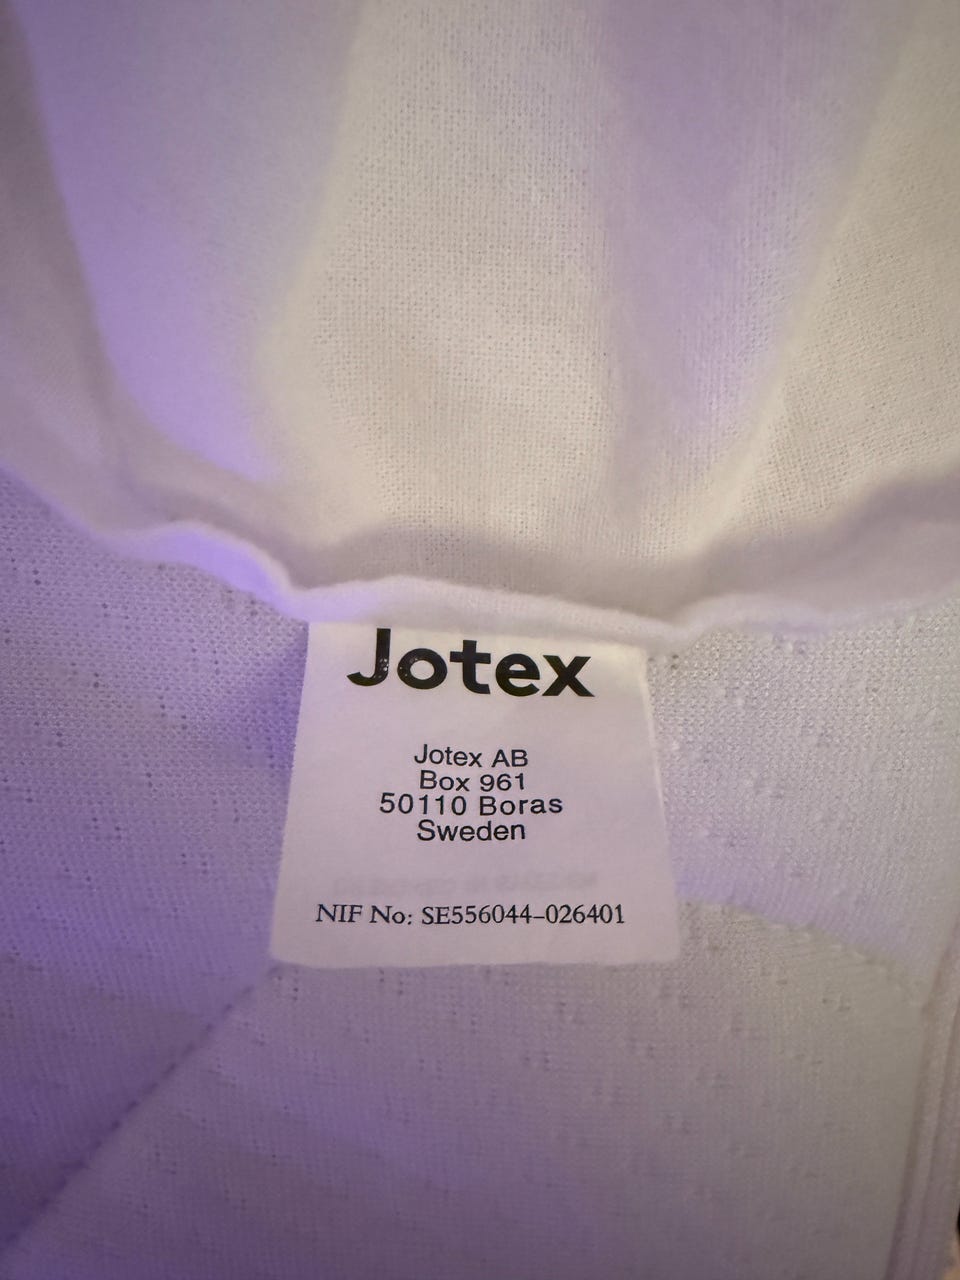 Jotex
Jotex AB
Box 961
50110 Boras
Sweden
NIF No: SE556044-026401